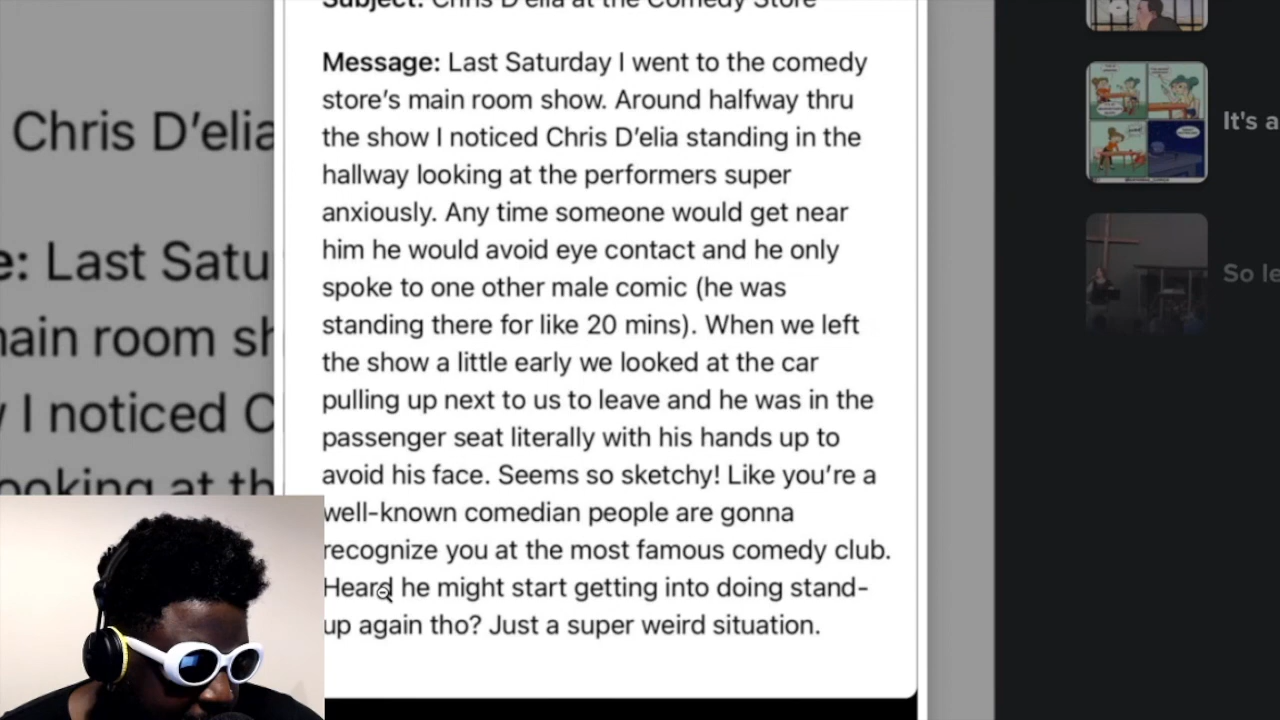 Subject: Chris D'elia at the Comedy Store
Message: Last Saturday I went to the comedy
store's main room show. Around halfway thru
the show I noticed Chris D'elia standing in the
hallway looking at the performers super
anxiously. Any time someone would get near
him he would avoid eye contact and he only
spoke to one other male comic (he was
standing there for like 20 mins). When we left
the show a little early we looked at the car
pulling up next to us to leave and he was in the
passenger seat literally with his hands up to
avoid his face. Seems so sketchy! Like you're a
well-known comedian people are gonna
recognize you at the most famous comedy club.
Heard he might start getting into doing stand-
up again tho? Just a super weird situation.
Chris D'elia
e: Last Satu
main room sh
I noticed C
ooking at th
It's a
So le